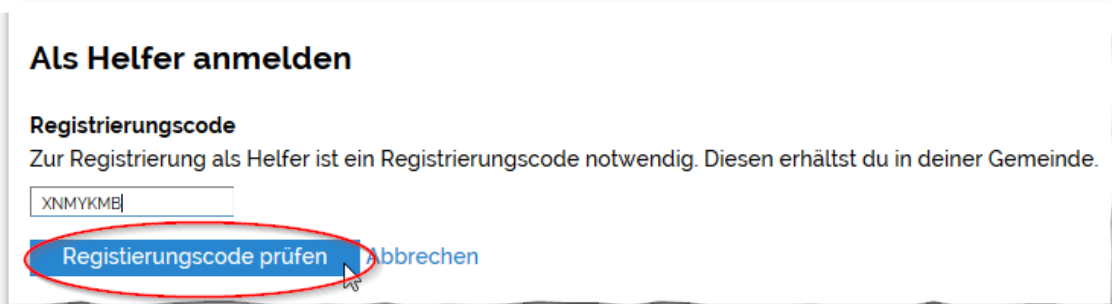 Als Helfer anmelden
Registrierungscode
Zur Registrierung als Helfer ist ein Registrierungscode notwendig. Diesen erhältst du in deiner Gemeinde.
XNMYKMB
Registierungscode prüfen Abbrechen